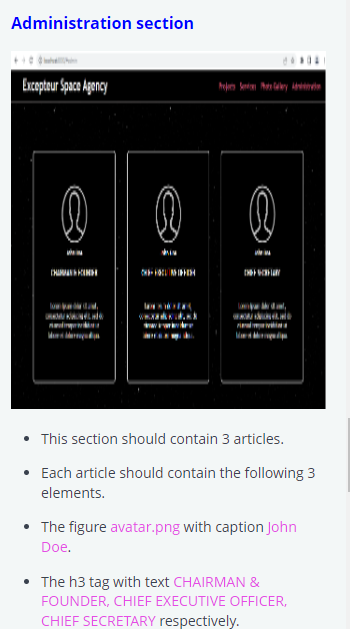 Administration section
Excepteur Space Agency
Projects Services Photo Gallery Administration
CHAIRMAN & FOUNDER
CHIEF EXECUTIVE OFFICER
CHIEF SECRETARY
This section should contain 3 articles.
Each article should contain the following 3
elements.
The figure avatar.png with caption John
Doe.
The h3 tag with text CHAIRMAN &
FOUNDER, CHIEF EXECUTIVE OFFICER,
CHIEF SECRETARY respectively.